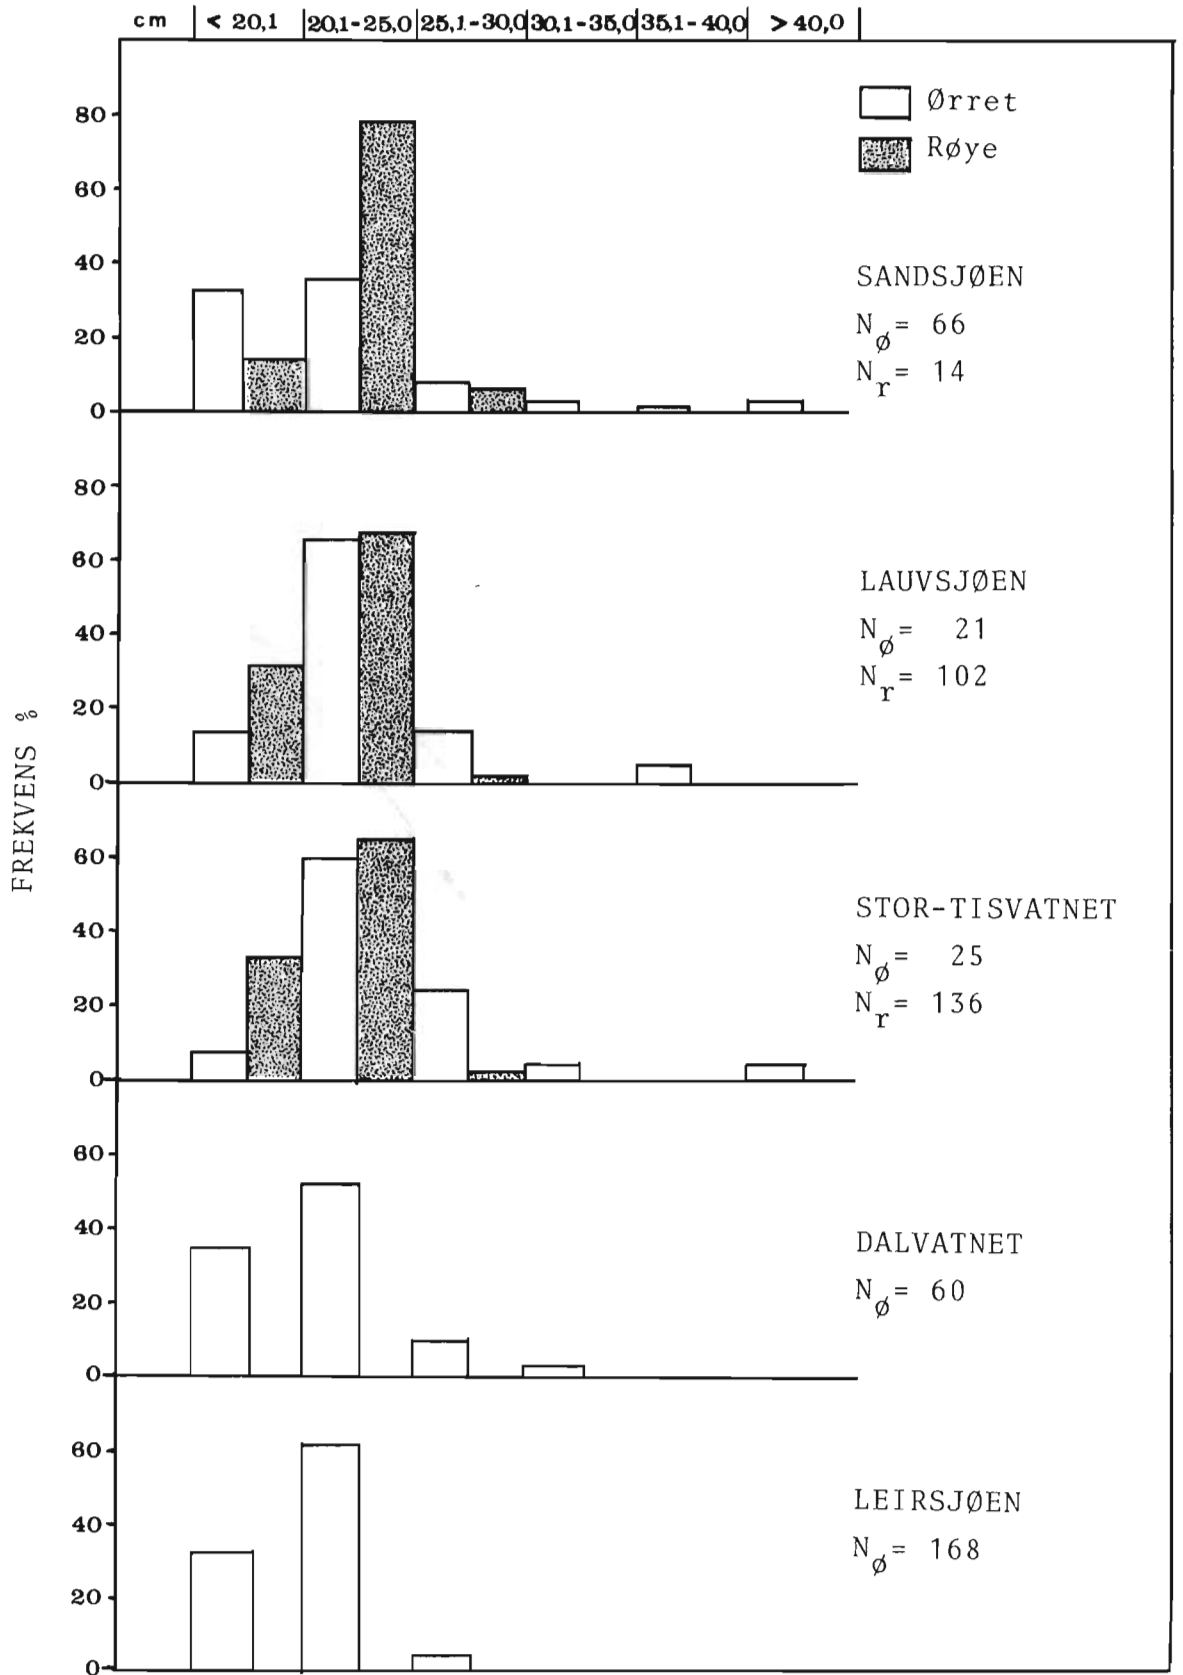 cm < 20,1 20,1-25,0 25,1-30,0 30,1-35,0 35,1-40,0 > 40,0
Ørret
Røye
80
60
40
20
0
SANDSJØEN
Nø= 66
Nr= 14
80
60
40
20
0
LAUVSJØEN
Nø= 21
Nr= 102
FREKVENS %
60
40
20
0
STOR-TISVATNET
Nø= 25
Nr= 136
60
40
20
0
DALVATNET
Nø= 60
60
40
20
0
LEIRSJØEN
Nø= 168